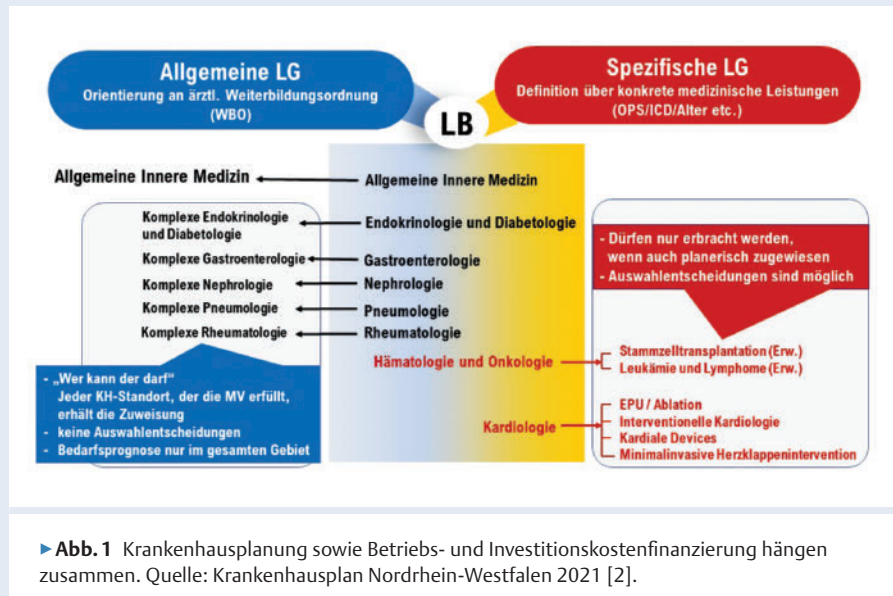 Allgemeine LG
Orientierung an ärztl. Weiterbildungsordnung
(WBO)
LB
Spezifische LG
Definition über konkrete medizinische Leistungen
(OPS/ICD/Alter etc.)
Allgemeine Innere Medizin
Allgemeine Innere Medizin
Komplexe Endokrinologie
und Diabetologie
Endokrinologie und Diabetologie
Komplexe Gastroenterologie
Gastroenterologie
Komplexe Nephrologie
Nephrologie
Komplexe Pneumologie
Pneumologie
Komplexe Rheumatologie
Rheumatologie
- „Wer kann der darf“
Jeder KH-Standort, der die MV erfüllt,
erhält die Zuweisung
- keine Auswahlentscheidungen
- Bedarfsprognose nur im gesamten Gebiet
Hämatologie und Onkologie
Kardiologie
- Dürfen nur erbracht werden,
wenn auch planerisch zugewiesen
- Auswahlentscheidungen sind möglich
Stammzelltransplantation (Erw.)
Leukämie und Lymphome (Erw.)
EPU / Ablation
Interventionelle Kardiologie
Kardiale Devices
Minimalinvasive Herzklappenintervention
▶ Abb. 1 Krankenhausplanung sowie Betriebs- und Investitionskostenfinanzierung hängen
zusammen. Quelle: Krankenhausplan Nordrhein-Westfalen 2021 [2].